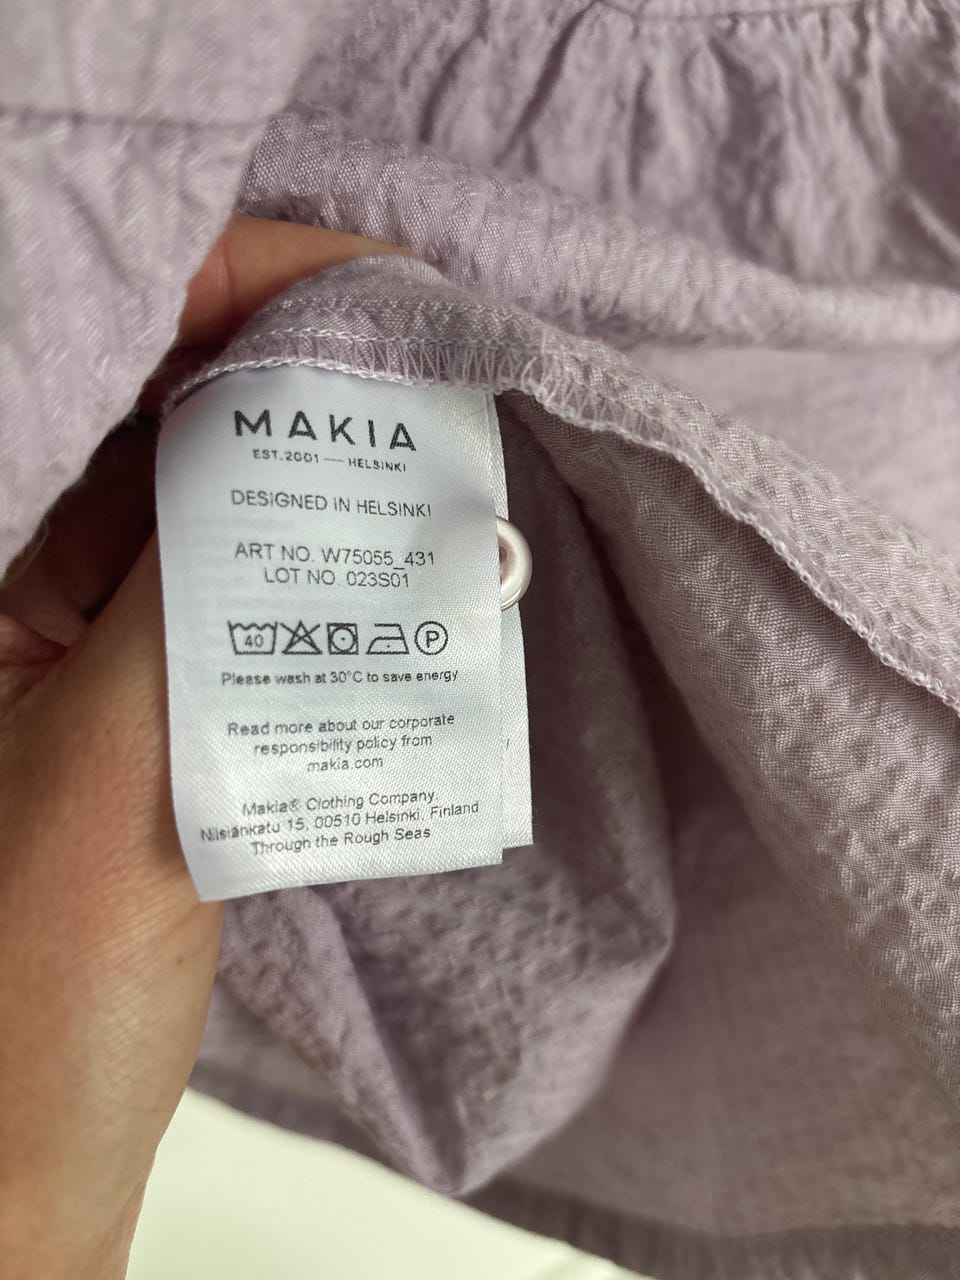 MAKIA
EST.2001 — HELSINKI
DESIGNED IN HELSINKI
ART NO. W75055_431
LOT NO. 023S01
40 P
Please wash at 30°C to save energy
Read more about our corporate
responsibility policy from
makia.com
Makia® Clothing Company
Nilsiänkatu 15, 00510 Helsinki, Finland
Through the Rough Seas